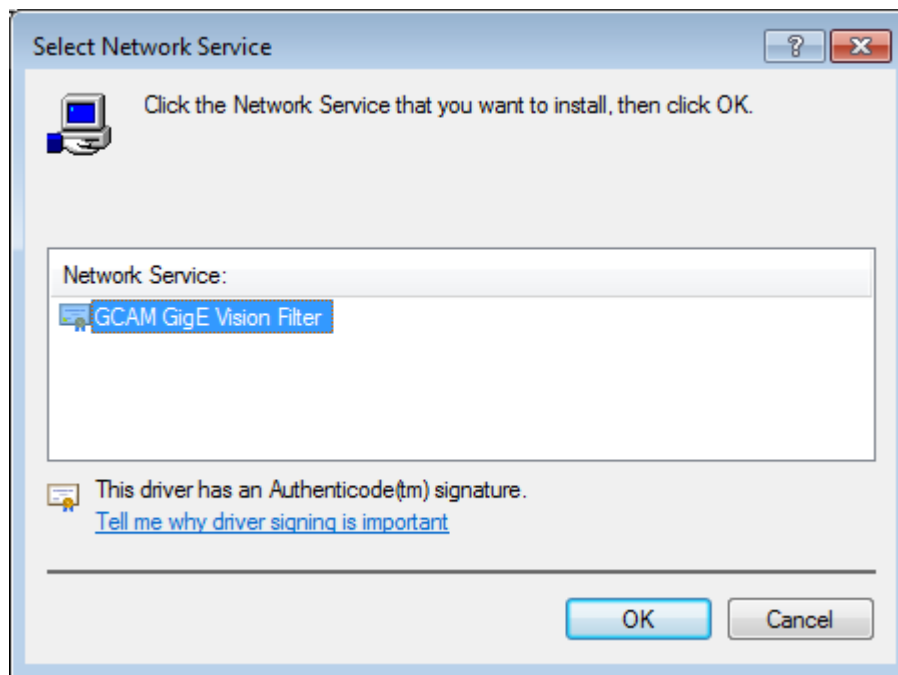 Select Network Service
Click the Network Service that you want to install, then click OK.
Network Service:
GCAM GigE Vision Filter
This driver has an Authenticode(tm) signature.
Tell me why driver signing is important
OK
Cancel